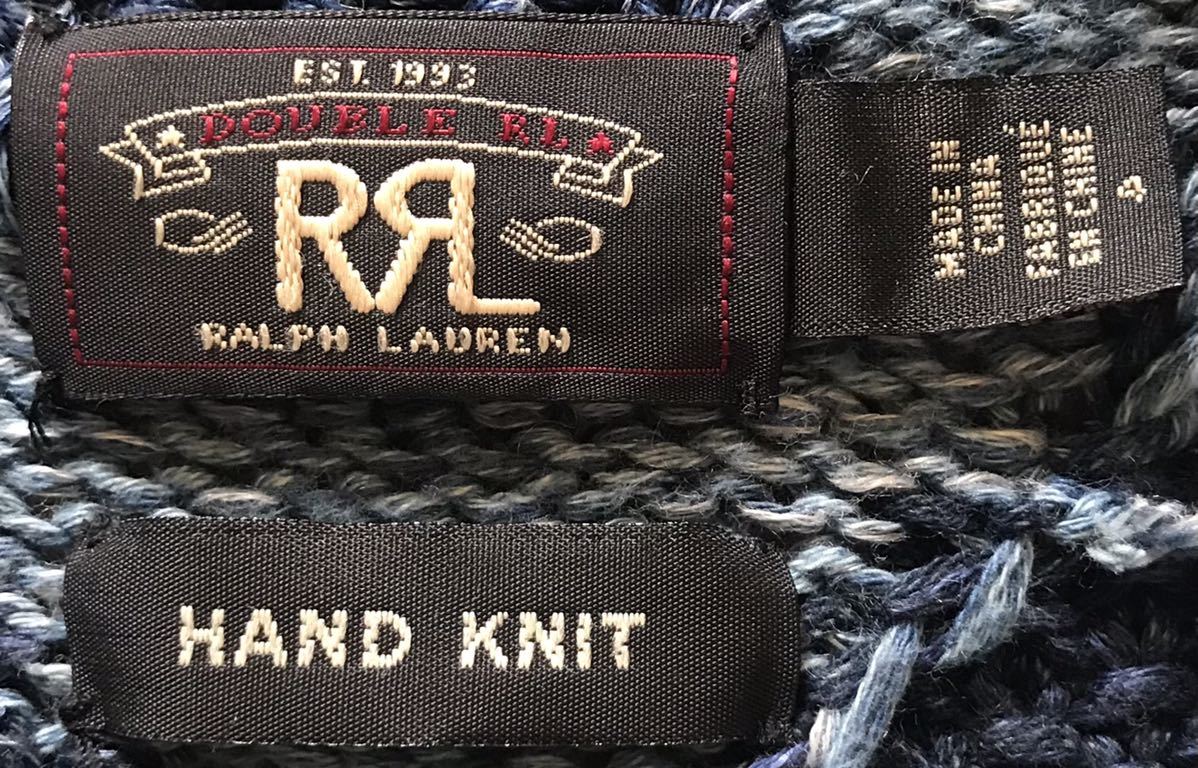 EST. 1993
DOUBLE RL
RRL
RALPH LAUREN
MADE IN
CHINA
FABRIQUÉ
EN CHINE
HAND KNIT